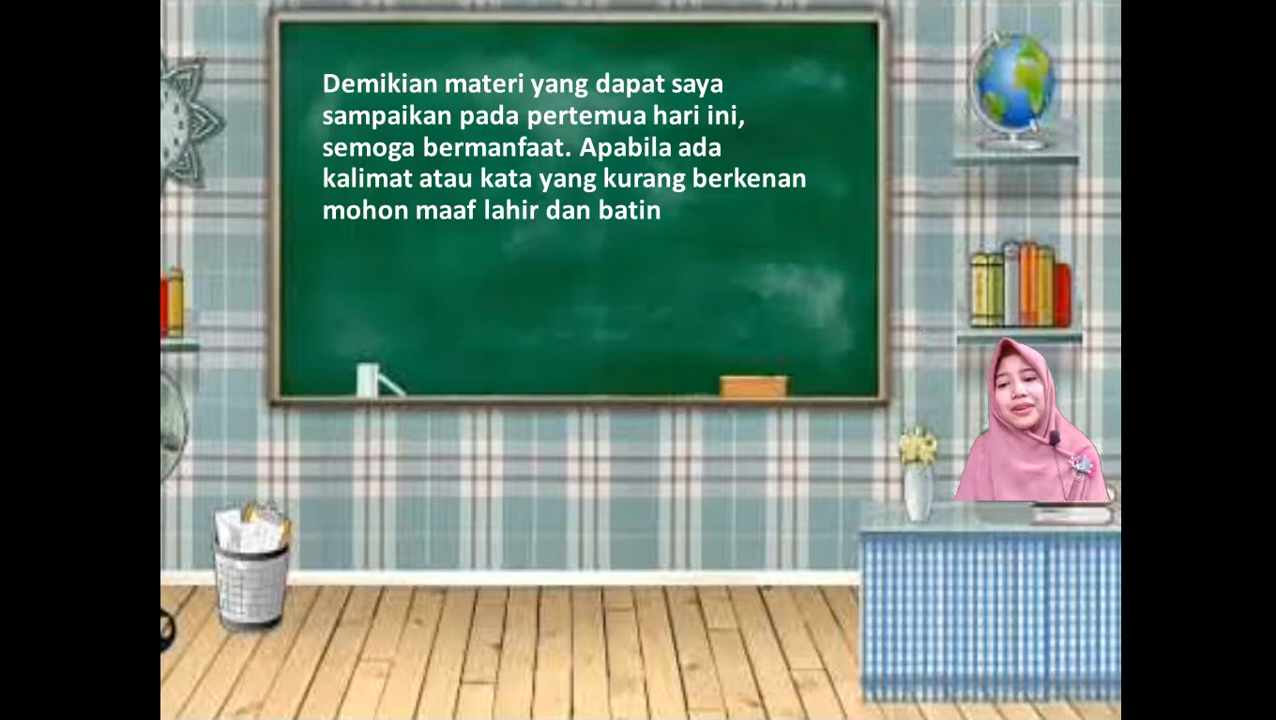 Demikian materi yang dapat saya
sampaikan pada pertemua hari ini,
semoga bermanfaat. Apabila ada
kalimat atau kata yang kurang berkenan
mohon maaf lahir dan batin